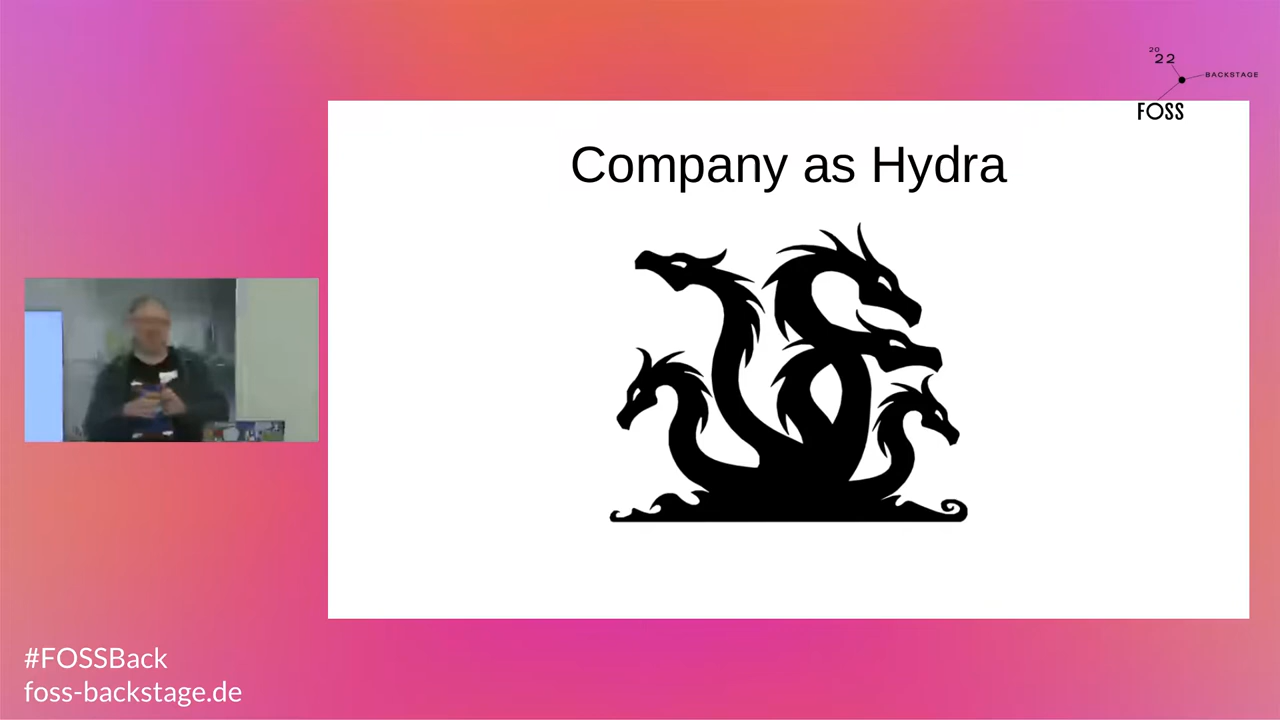 20
22
BACKSTAGE
FOSS
Company as Hydra
#FOSSBack
foss-backstage.de